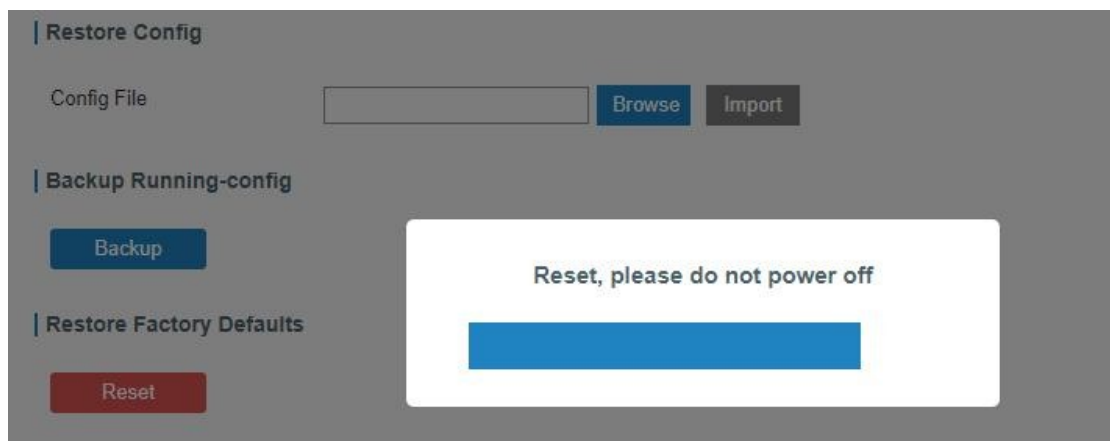 Restore Config
Config File
Browse
Import
Backup Running-config
Backup
Reset, please do not power off
Restore Factory Defaults
Reset